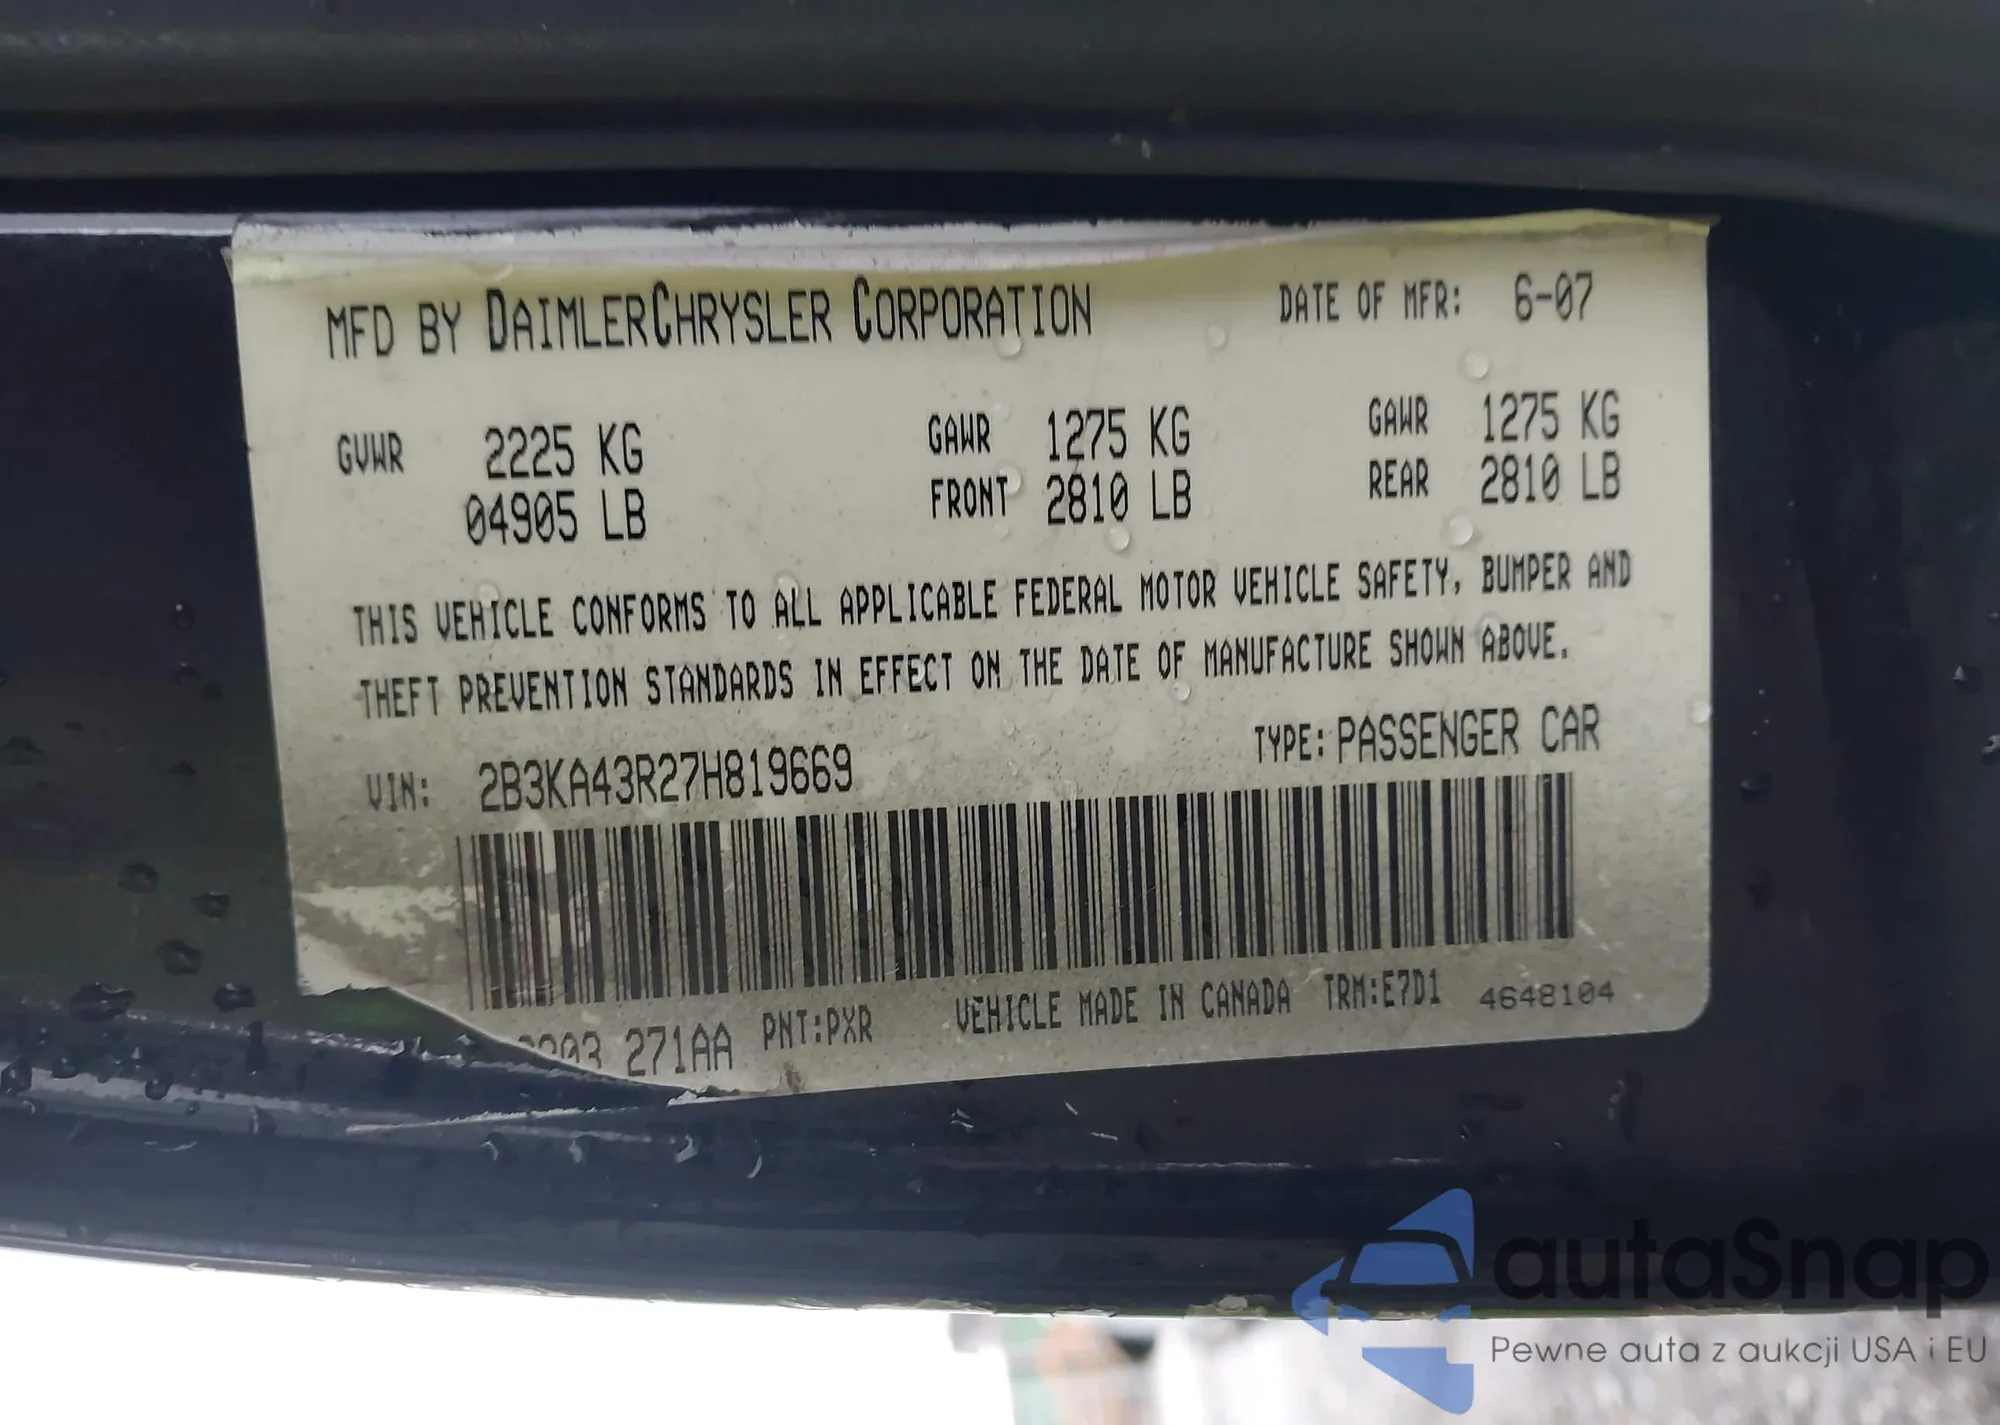 MFD BY DAIMLERCHRYSLER CORPORATION DATE OF MFR: 6-07
GVWR 2225 KG GAWR 1275 KG GAWR 1275 KG
04905 LB FRONT 2810 LB REAR 2810 LB
THIS VEHICLE CONFORMS TO ALL APPLICABLE FEDERAL MOTOR VEHICLE SAFETY, BUMPER AND
THEFT PREVENTION STANDARDS IN EFFECT ON THE DATE OF MANUFACTURE SHOWN ABOVE.
VIN: 2B3KA43R27H819669 TYPE: PASSENGER CAR
271AA PNT:PXR VEHICLE MADE IN CANADA TRM:E7D1 4648104
autaSnap
Pewne auta z aukcji USA i EU